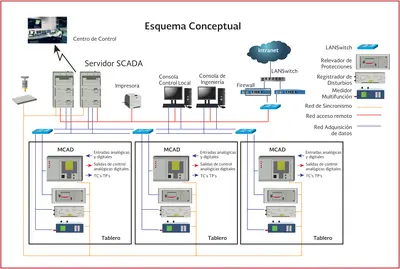 Esquema Conceptual
Centro de Control
Servidor SCADA
Impresora
Consola
Control Local
Consola de
Ingeniería
Intranet
LANSwitch
Firewall
LANSwitch
Relevador de
Protecciones
Registrador de
Disturbios
Medidor
Multifunción
Red de Sincronismo
Red acceso remoto
Red Adquisición
de datos
MCAD
Entradas analógicas
y digitales
Salidas de control
analógicas digitales
TC's TP's
Tablero
MCAD
Entradas analógicas
y digitales
Salidas de control
analógicas digitales
TC's TP's
Tablero
MCAD
Entradas analógicas
y digitales
Salidas de control
analógicas digitales
TC's TP's
Tablero